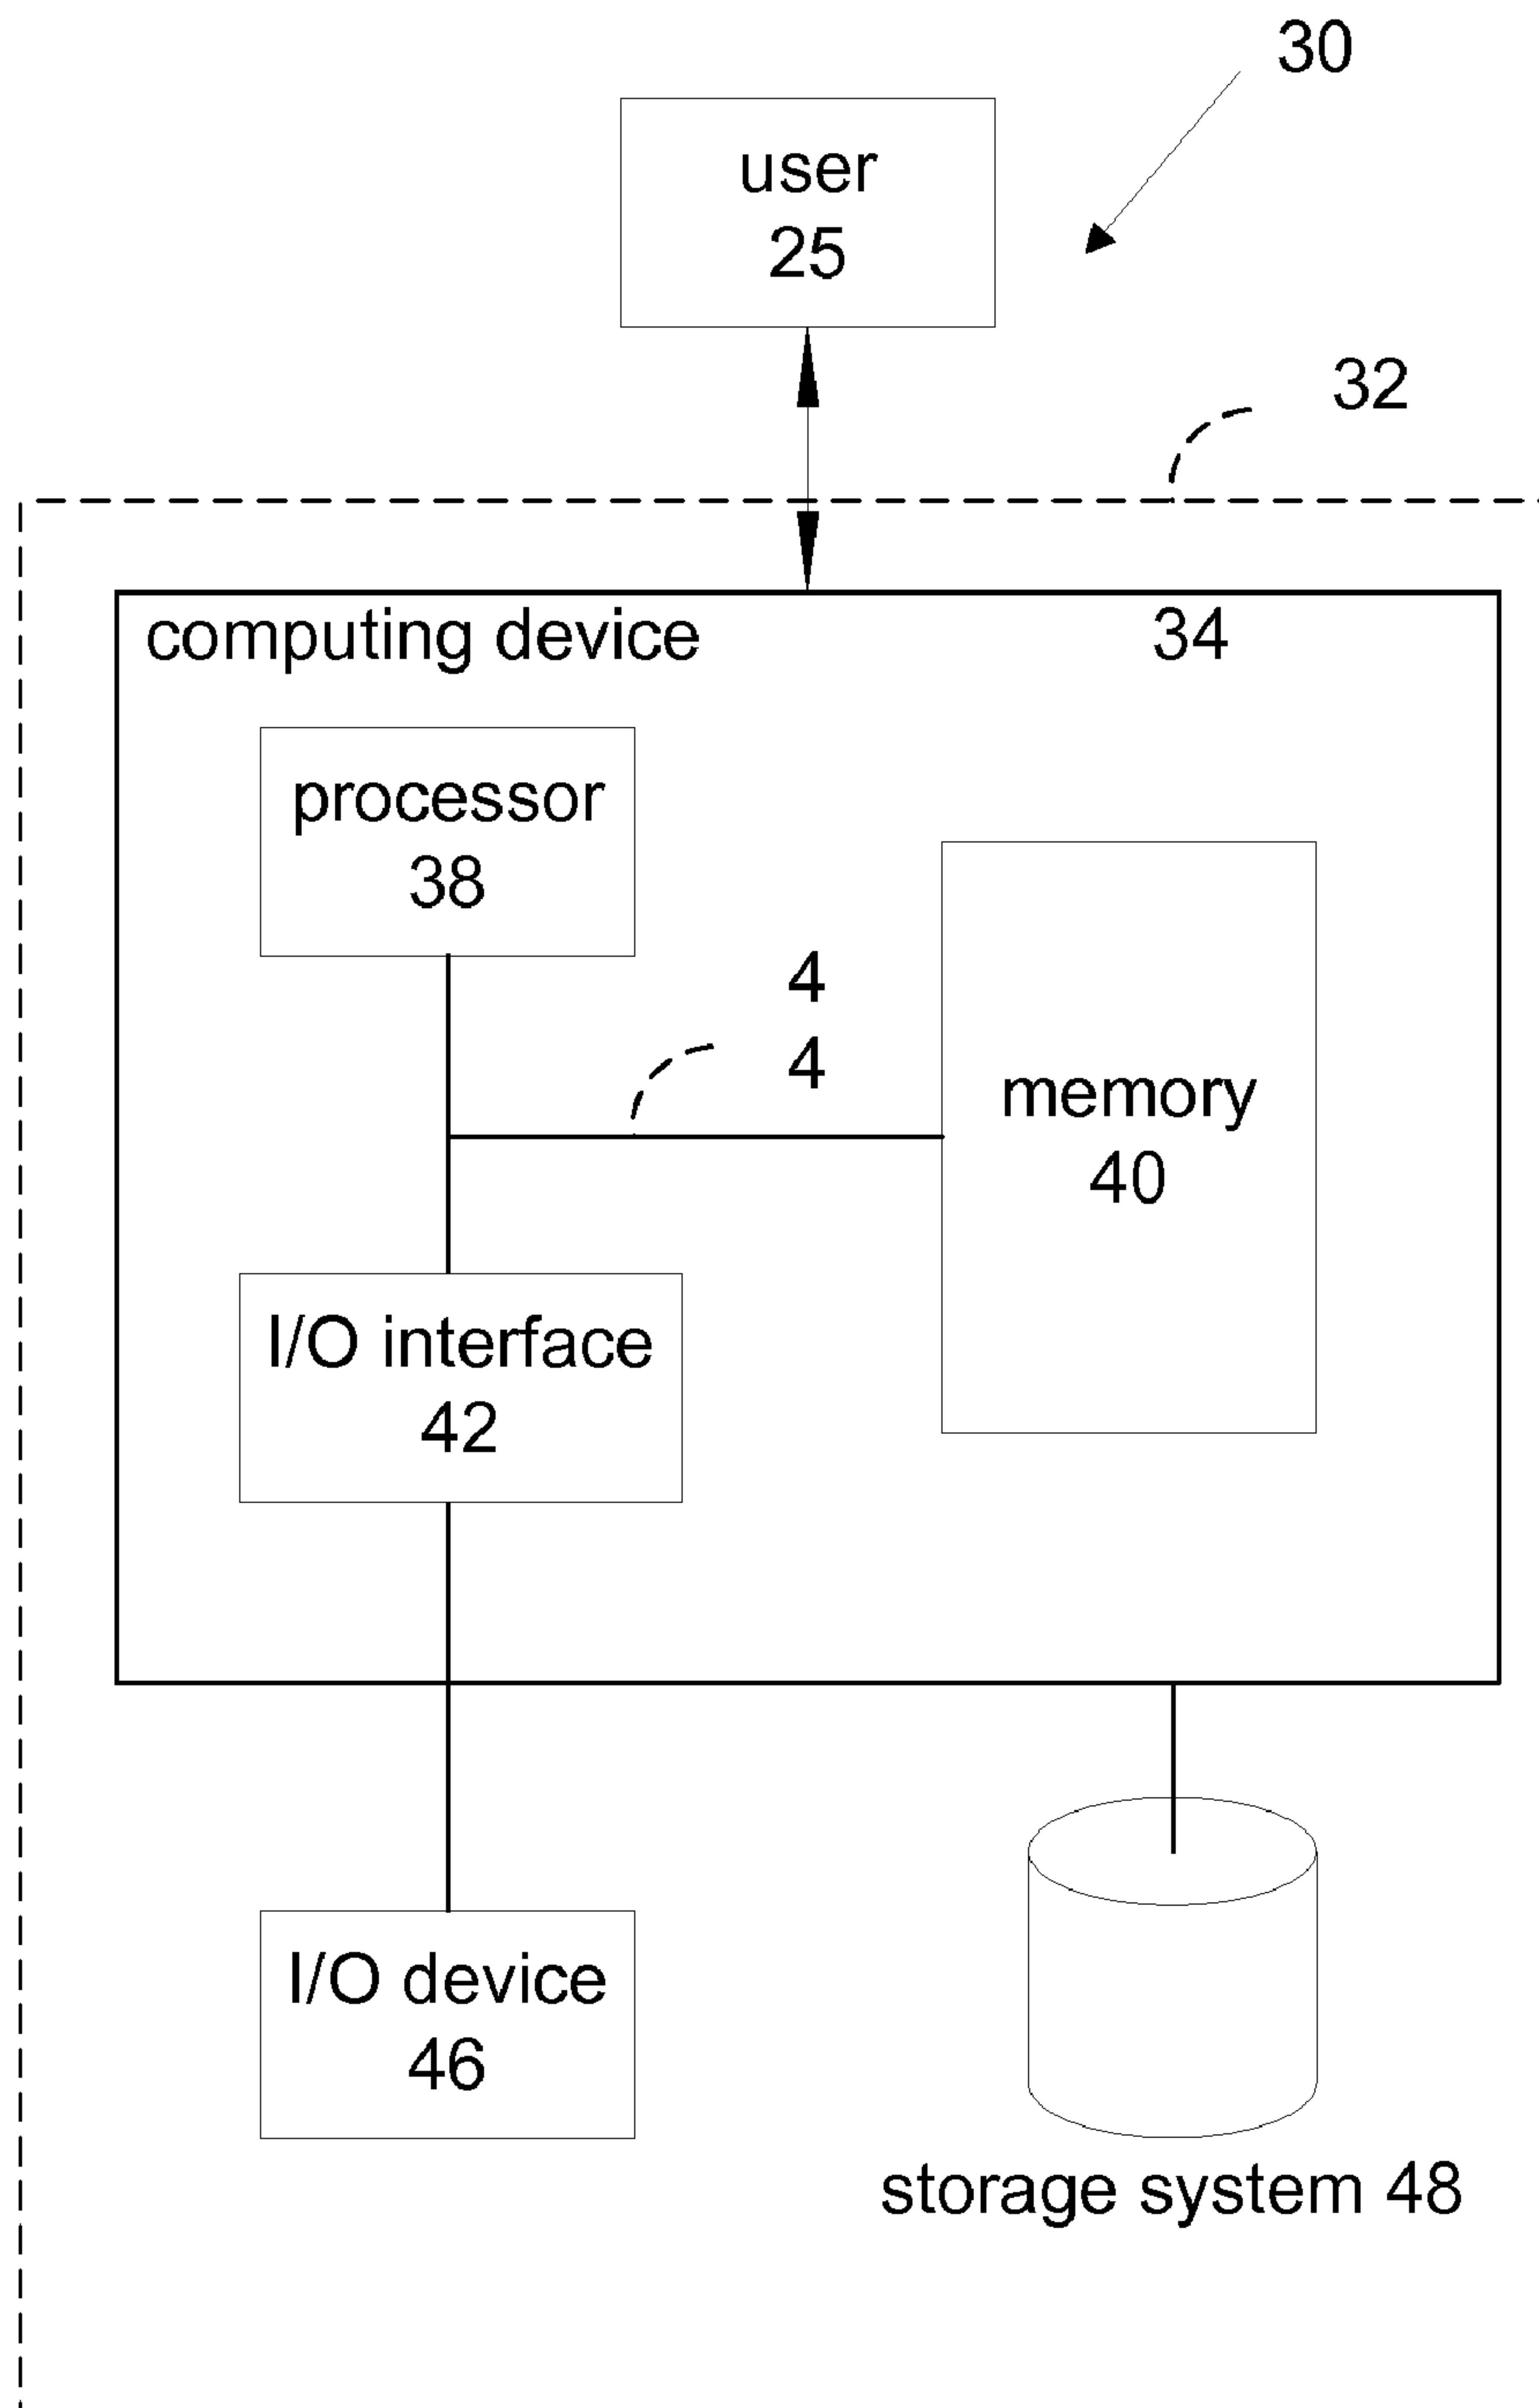 30
user
25
32
computing device
34
processor
38
4
4
memory
40
I/O interface
42
I/O device
46
storage system 48